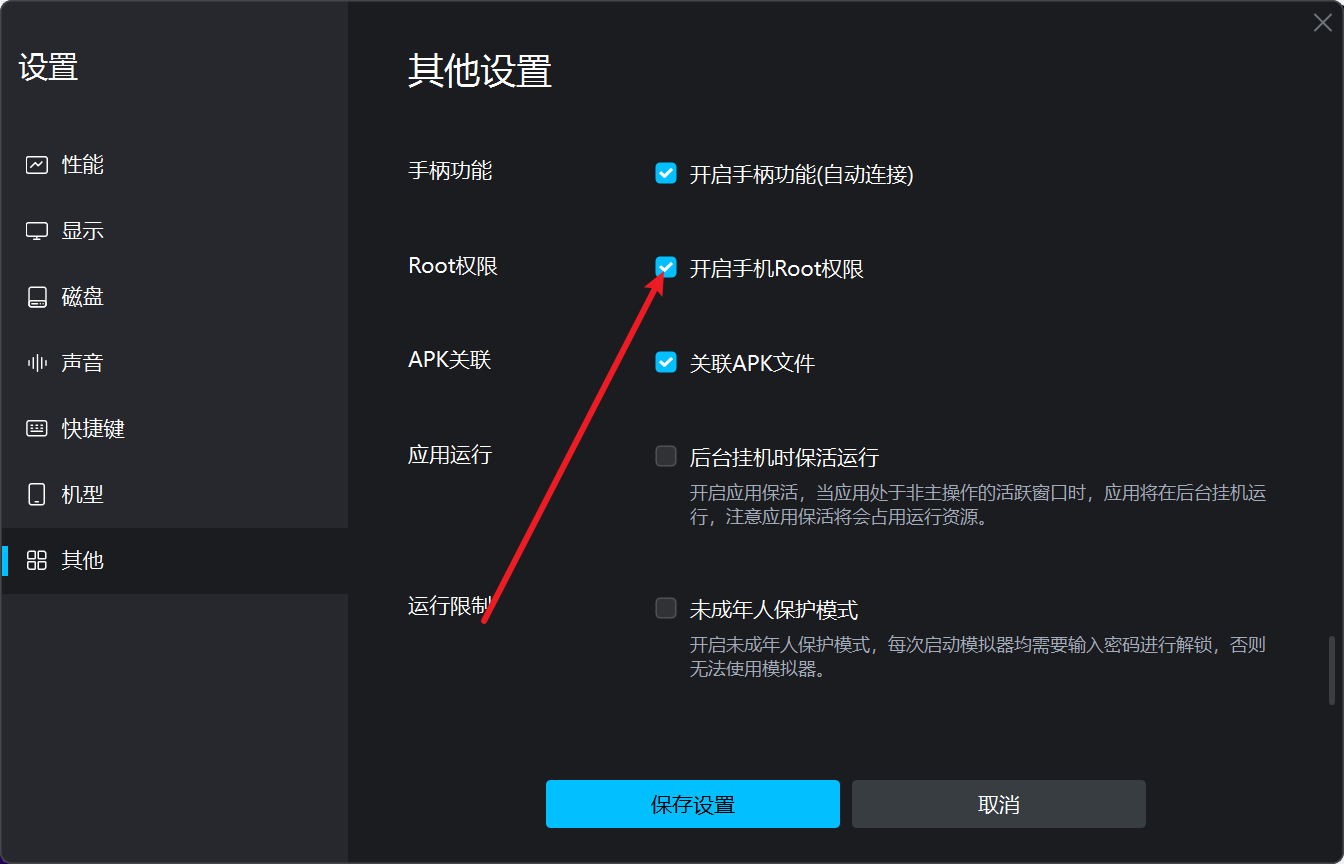 设置
性能
显示
磁盘
声音
快捷键
机型
其他
其他设置
手柄功能
开启手柄功能(自动连接)
Root权限
开启手机Root权限
APK关联
关联APK文件
应用运行
后台挂机时保活运行
开启应用保活，当应用处于非主操作的活跃窗口时，应用将在后台挂机运
行，注意应用保活将会占用运行资源。
运行限制
未成年人保护模式
开启未成年人保护模式，每次启动模拟器均需要输入密码进行解锁，否则
无法使用模拟器。
保存设置
取消